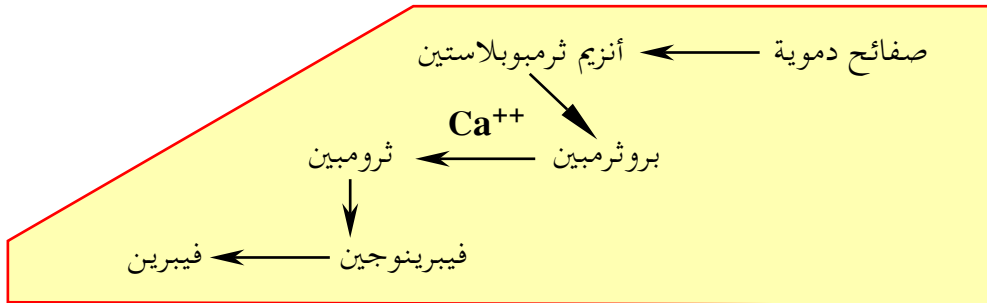 صفائح دموية أنزيم ثرمبوبلاستين
Ca++
بروثرمبين ثرومبين
فيبرينوجين فيبرين